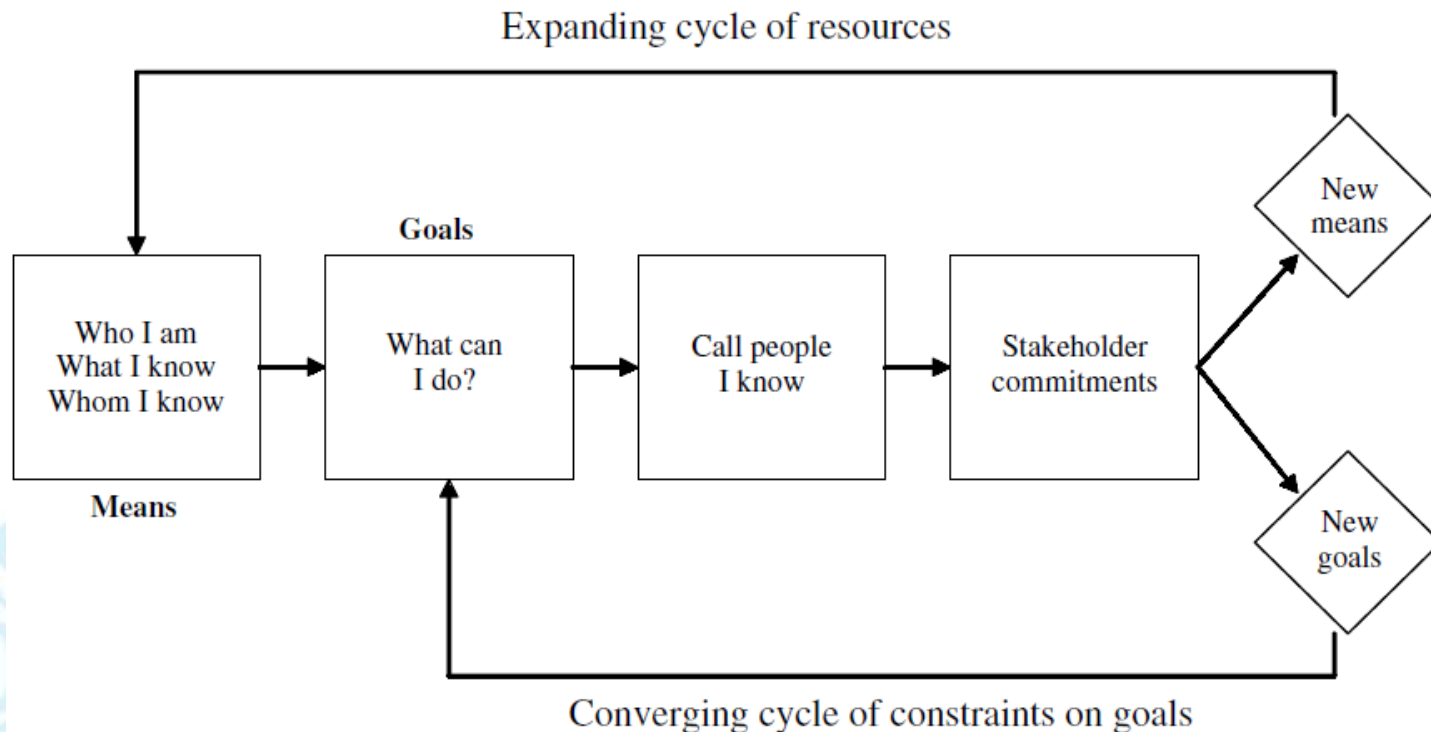 Expanding cycle of resources
New
means
Goals
Who I am
What I know
Whom I know
What can
I do?
Call people
I know
Stakeholder
commitments
Means
New
goals
Converging cycle of constraints on goals